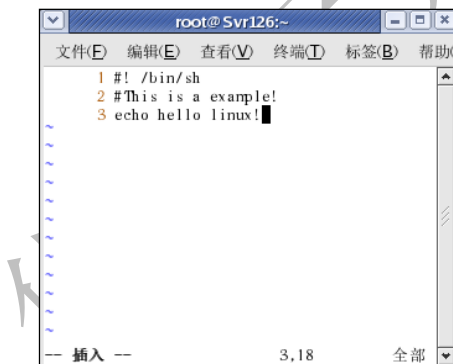 root@Svr126:~
文件(F) 编辑(E) 查看(V) 终端(T) 标签(B) 帮助(
1 #! /bin/sh
2 #This is a example!
3 echo hello linux!
~
~
~
~
~
~
~
~
~
~
~
~
-- 插入 -- 3,18 全部